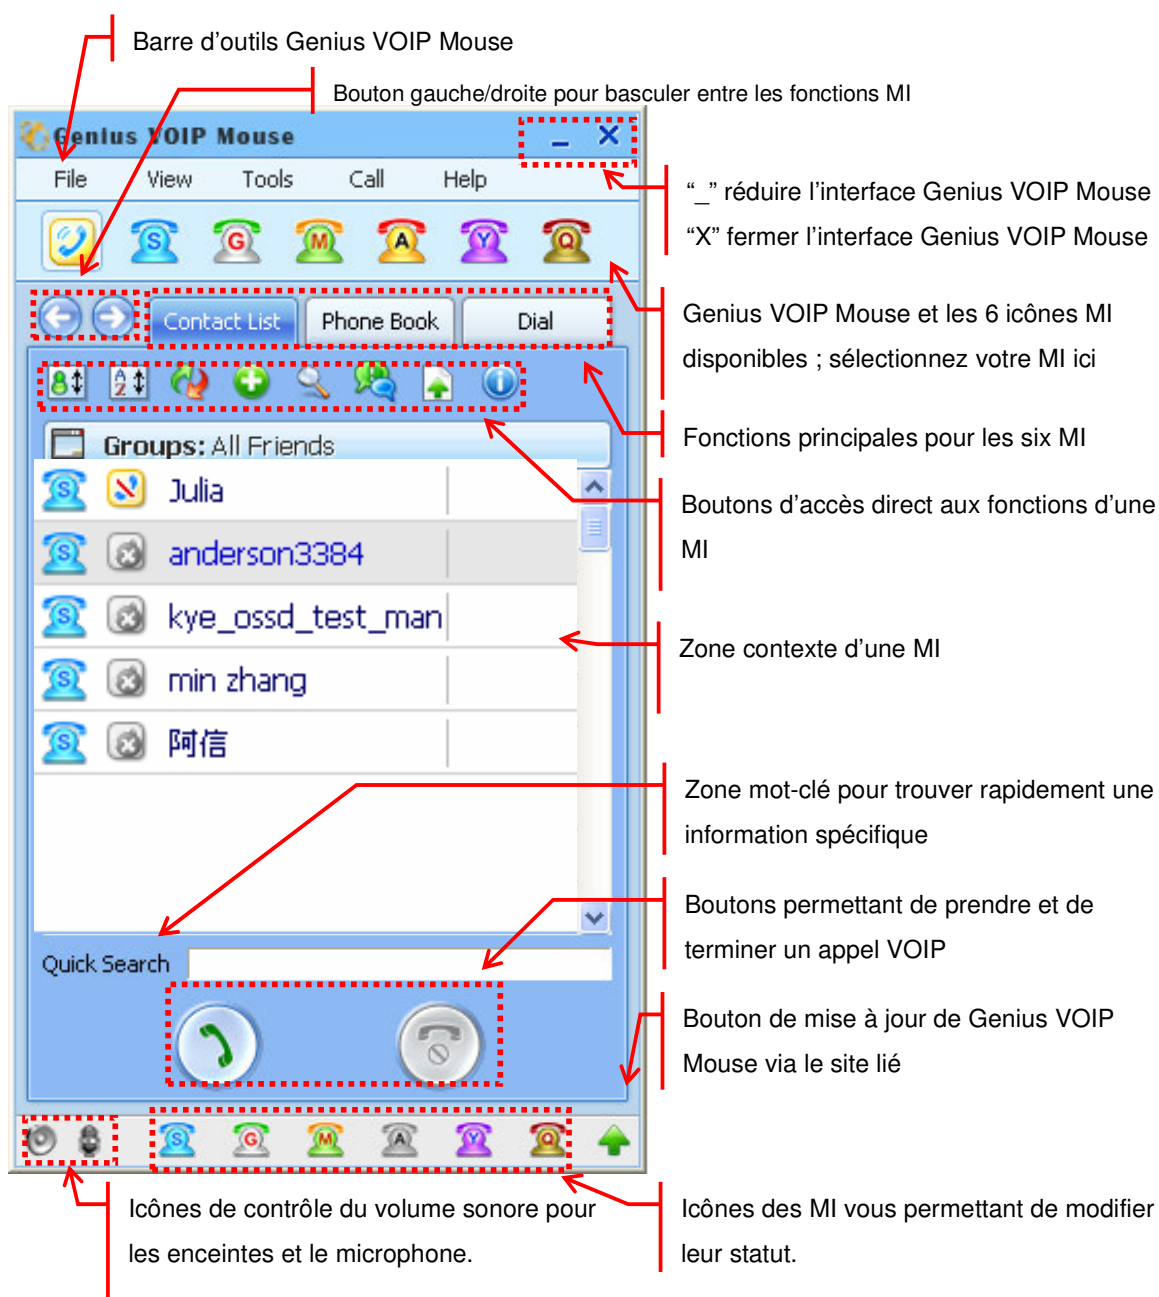 Barre d'outils Genius VOIP Mouse
Bouton gauche/droite pour basculer entre les fonctions MI
Genius VOIP Mouse
File View Tools Call Help
“_” réduire l'interface Genius VOIP Mouse
“X” fermer l'interface Genius VOIP Mouse
S G M A Y Q
Genius VOIP Mouse et les 6 icônes MI
disponibles ; sélectionnez votre MI ici
Contact List Phone Book Dial
8 A Z i
Fonctions principales pour les six MI
Groups: All Friends
S Julia
Boutons d'accès direct aux fonctions d'une
MI
S anderson3384
S kye_ossd_test_man
Zone contexte d'une MI
S min zhang
S 阿信
Zone mot-clé pour trouver rapidement une
information spécifique
Boutons permettant de prendre et de
terminer un appel VOIP
Quick Search
Bouton de mise à jour de Genius VOIP
Mouse via le site lié
S G M A Y Q
Icônes de contrôle du volume sonore pour
les enceintes et le microphone.
Icônes des MI vous permettant de modifier
leur statut.